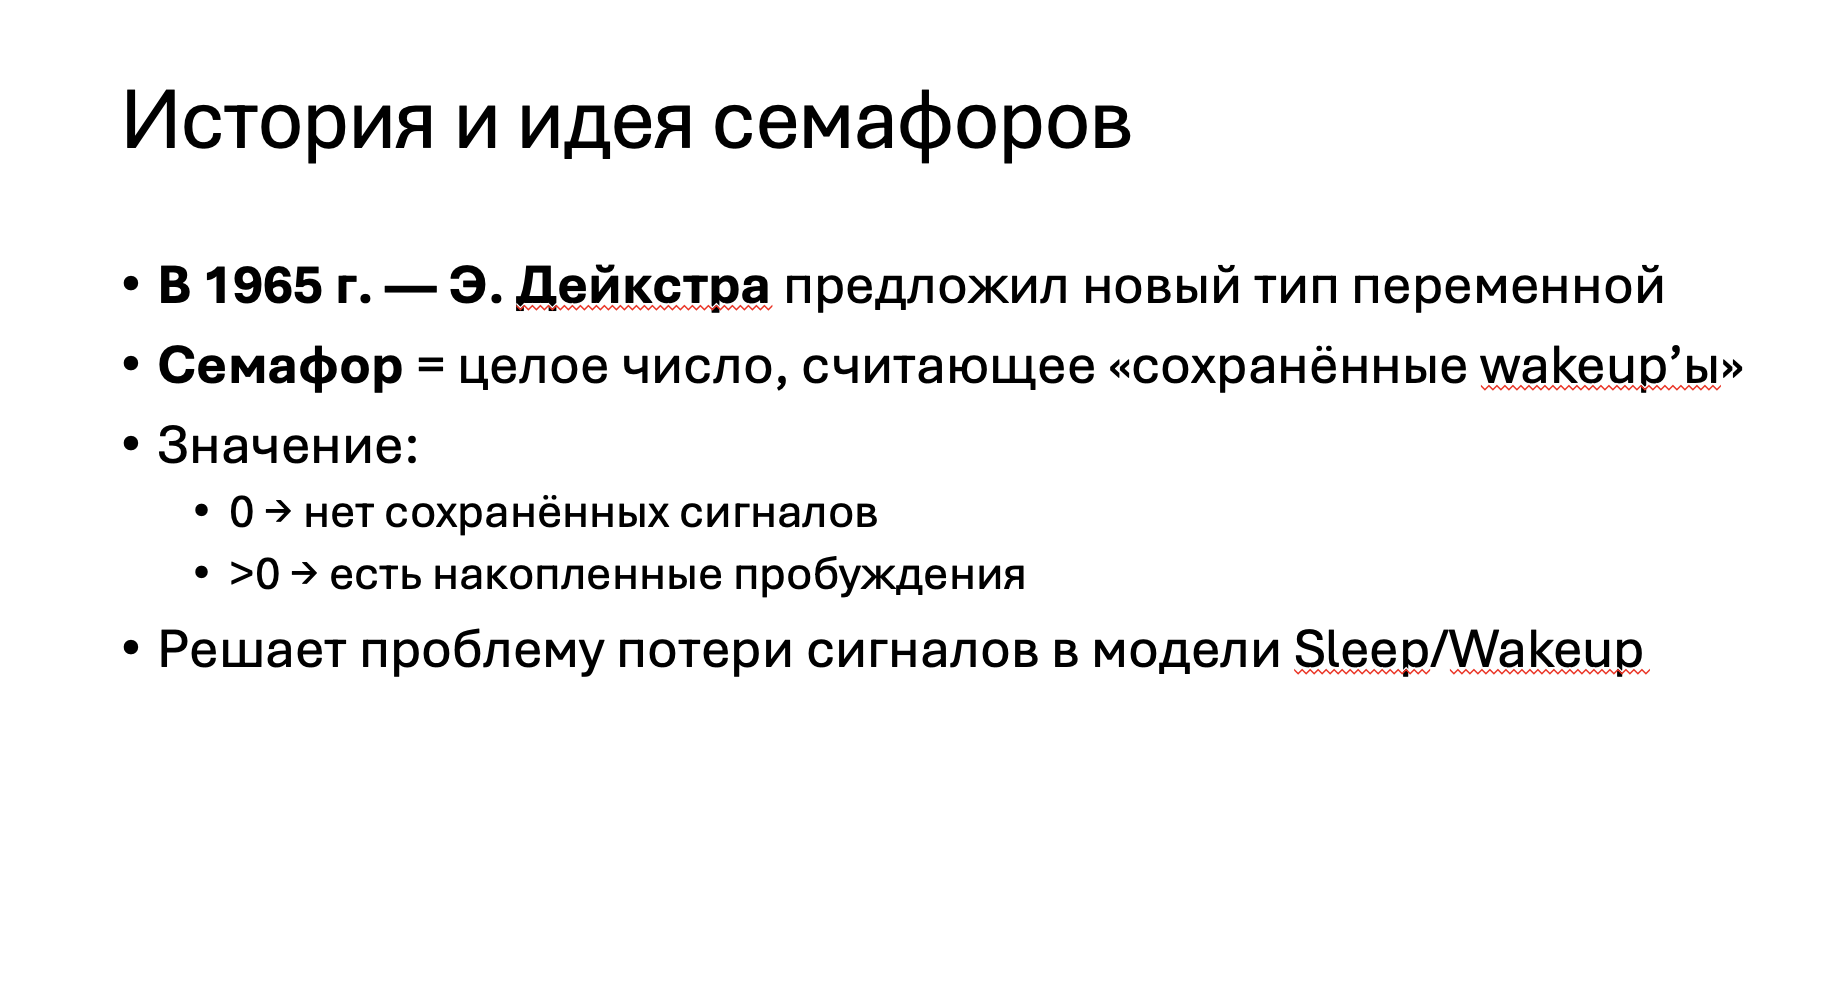 История и идея семафоров
• В 1965 г. — Э. Дейкстра предложил новый тип переменной
• Семафор = целое число, считающее «сохранённые wakeup’ы»
• Значение:
• 0 → нет сохранённых сигналов
• >0 → есть накопленные пробуждения
• Решает проблему потери сигналов в модели Sleep/Wakeup